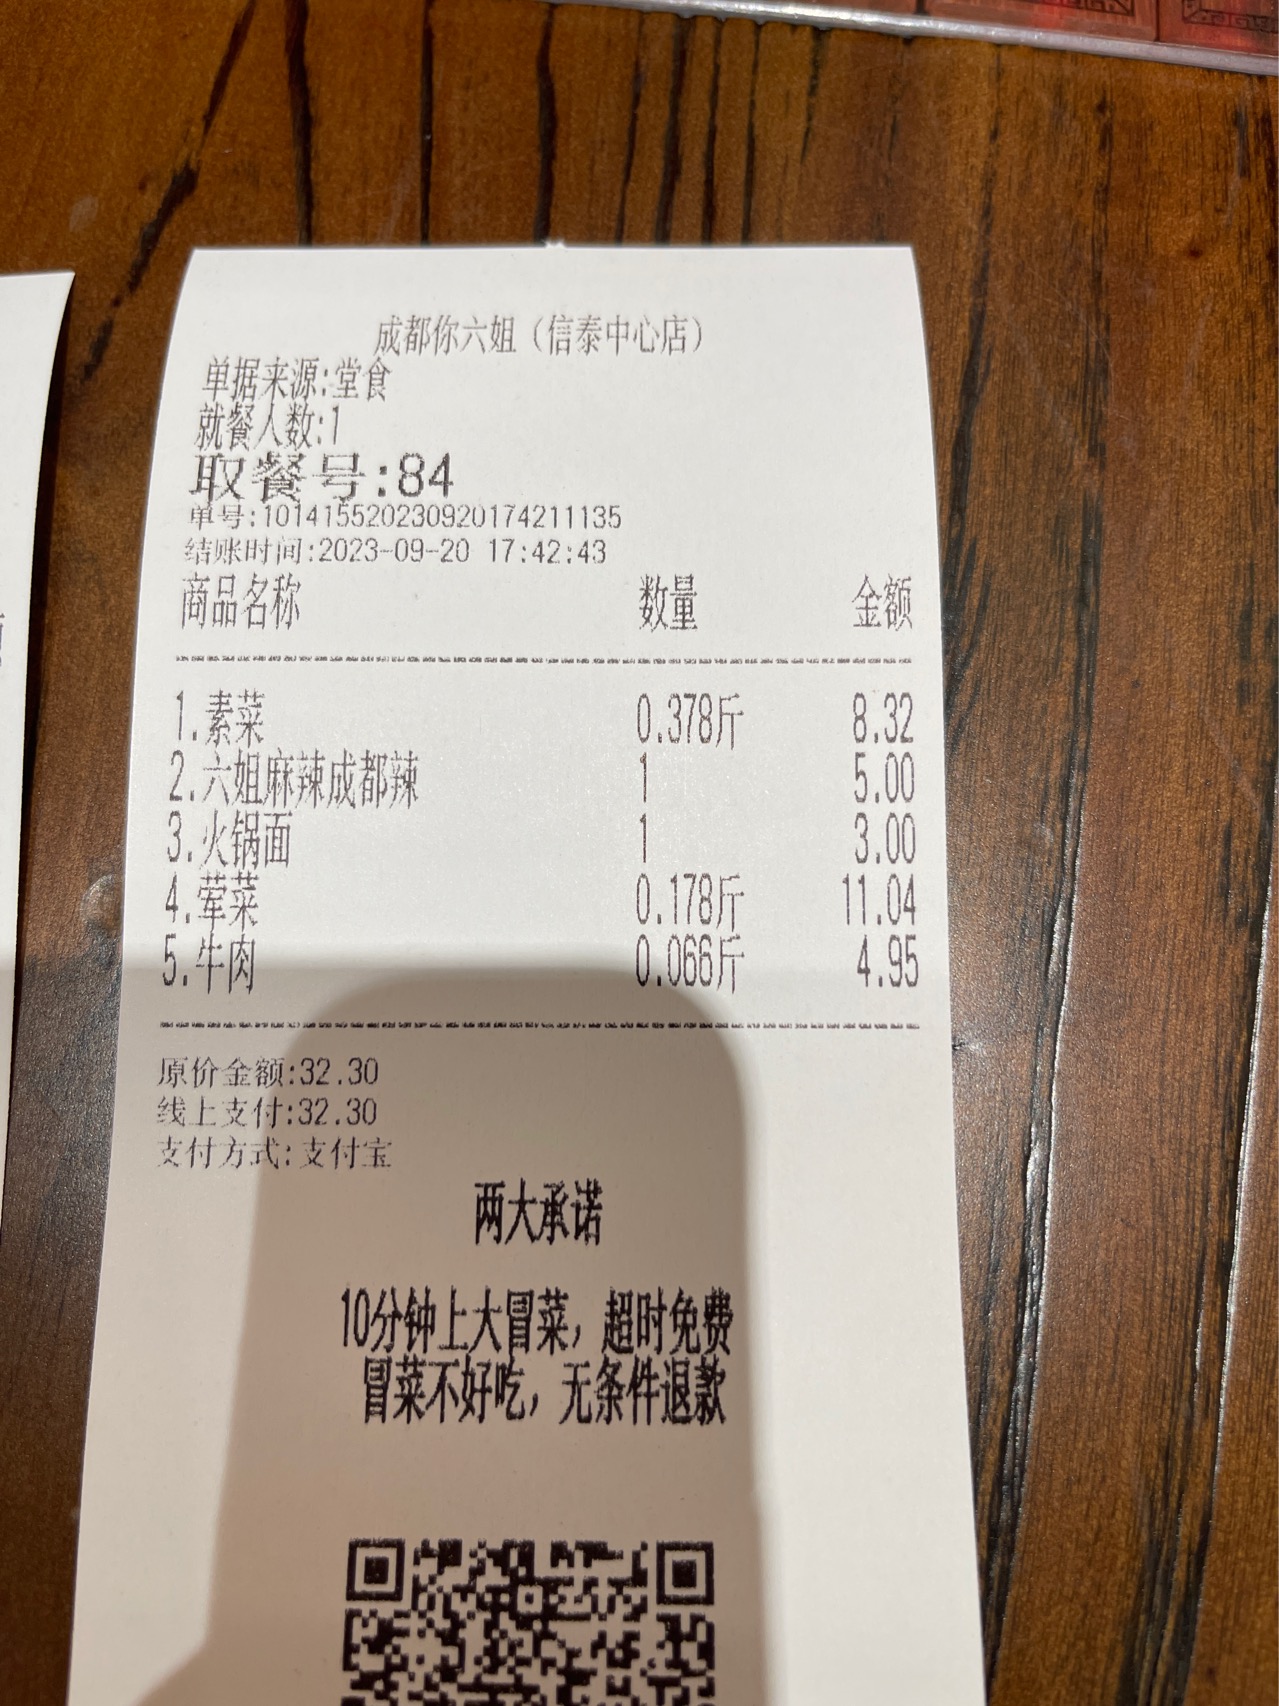 成都你六姐（信泰中心店）
单据来源:堂食
就餐人数:1
取餐号:84
单号:10141552023092017421​1135
结账时间:2023-09-20 17:42:43
商品名称 数量 金额
1.素菜 0.378斤 8.32
2.六姐麻辣成都辣 1 5.00
3.火锅面 1 3.00
4.荤菜 0.178斤 11.04
5.牛肉 0.066斤 4.95
原价金额:32.30
线上支付:32.30
支付方式:支付宝
两大承诺
10分钟上大冒菜，超时免费
冒菜不好吃，无条件退款